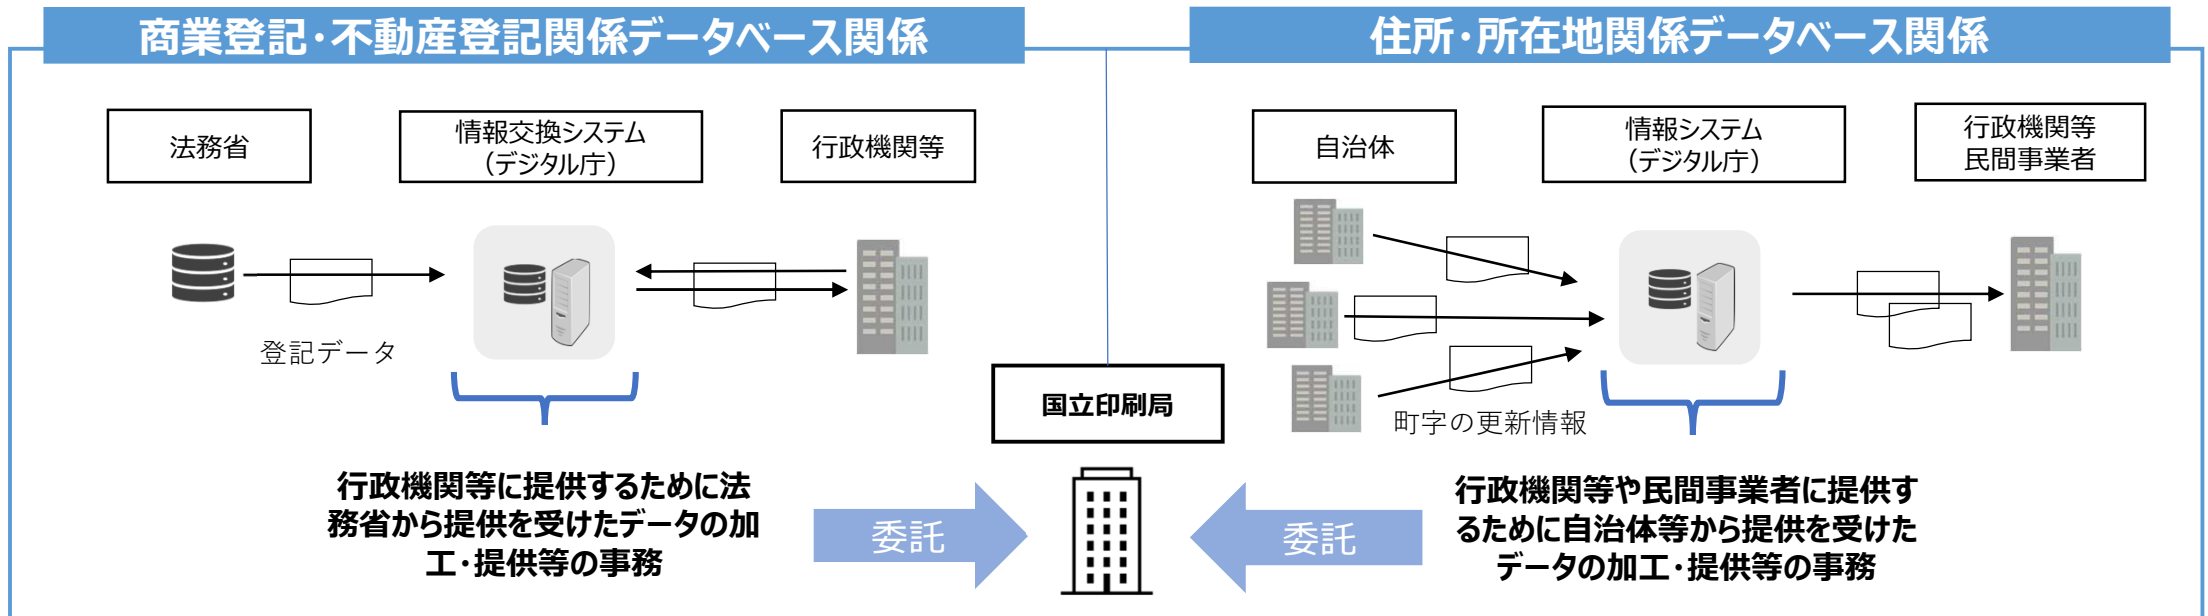 商業登記・不動産登記関係データベース関係
法務省
情報交換システム
（デジタル庁）
行政機関等
登記データ
行政機関等に提供するために法
務省から提供を受けたデータの加
工・提供等の事務
委託
国立印刷局
住所・所在地関係データベース関係
自治体
情報システム
（デジタル庁）
行政機関等
民間事業者
町字の更新情報
行政機関等や民間事業者に提供す
るために自治体等から提供を受けた
データの加工・提供等の事務
委託